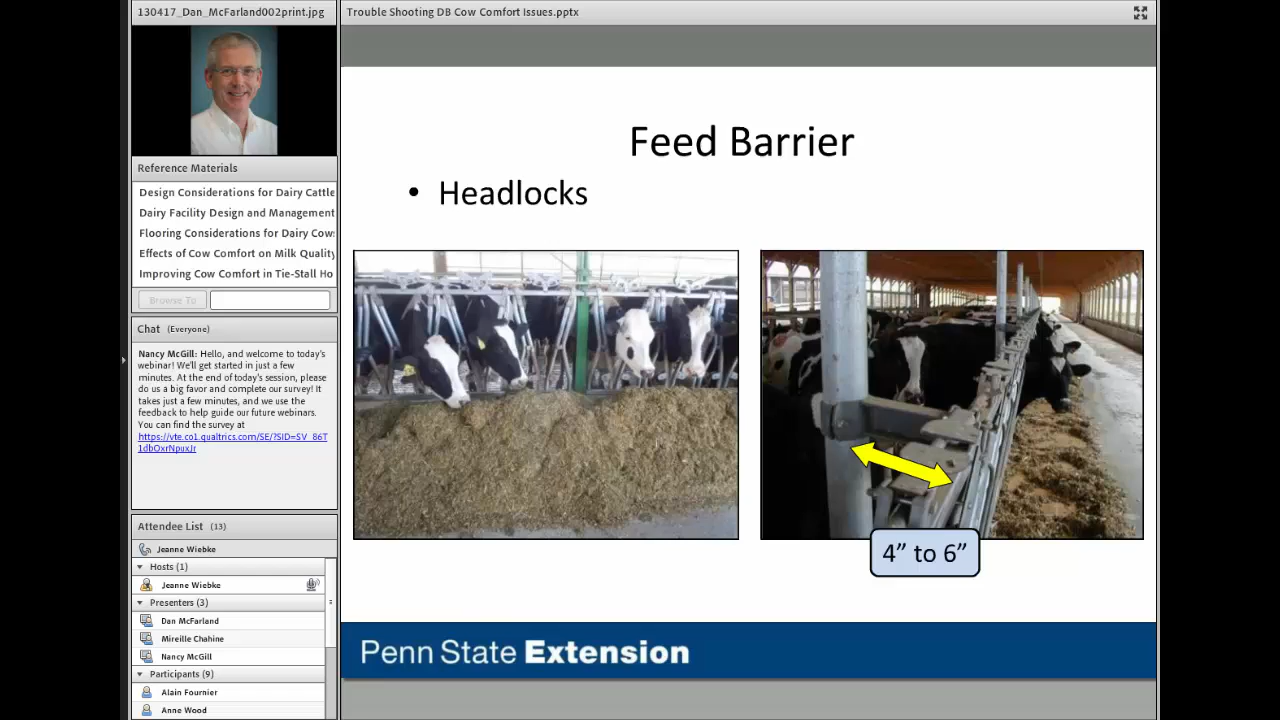 130417_Dan_McFarland002print.jpg
Reference Materials
Design Considerations for Dairy Cattle
Dairy Facility Design and Management
Flooring Considerations for Dairy Cows
Effects of Cow Comfort on Milk Quality
Improving Cow Comfort in Tie-Stall Ho
Browse To
Chat (Everyone)
Nancy McGill: Hello, and welcome to today's
webinar! We'll get started in just a few
minutes. At the end of today's session, please
do us a big favor and complete our survey! It
takes just a few minutes, and we use the
feedback to help guide our future webinars.
You can find the survey at
https://vte.co1.qualtrics.com/SE/?SID=SV_86T
1dbOxrNpuxJr
Attendee List (13)
Jeanne Wiebke
Hosts (1)
Jeanne Wiebke
Presenters (3)
Dan McFarland
Mireille Chahine
Nancy McGill
Participants (9)
Alain Fournier
Anne Wood
Trouble Shooting DB Cow Comfort Issues.pptx
Feed Barrier
• Headlocks
4” to 6”
Penn State Extension